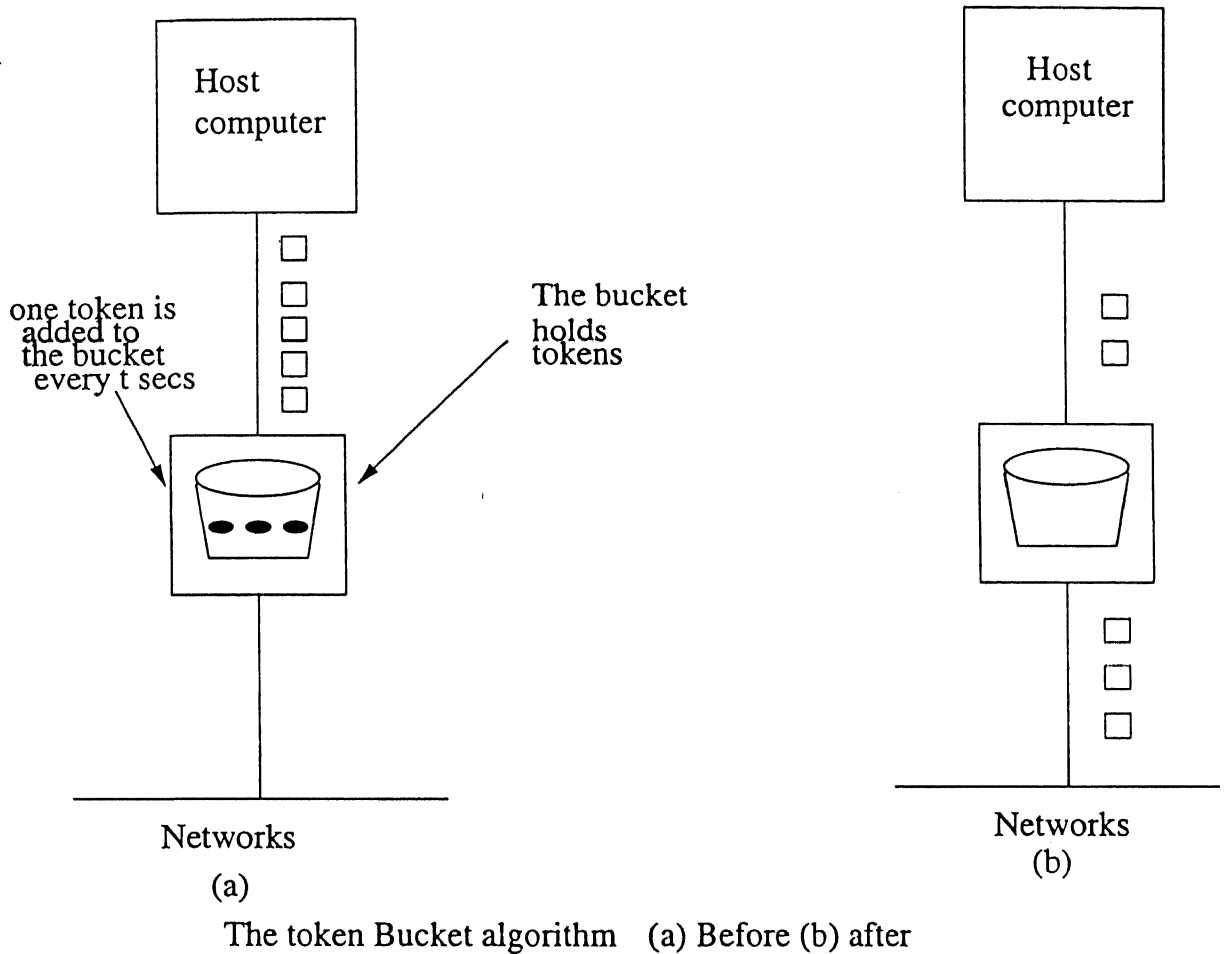 Host
computer
Host
computer
one token is
added to
the bucket
every t secs
The bucket
holds
tokens
Networks
(a)
Networks
(b)
The token Bucket algorithm (a) Before (b) after